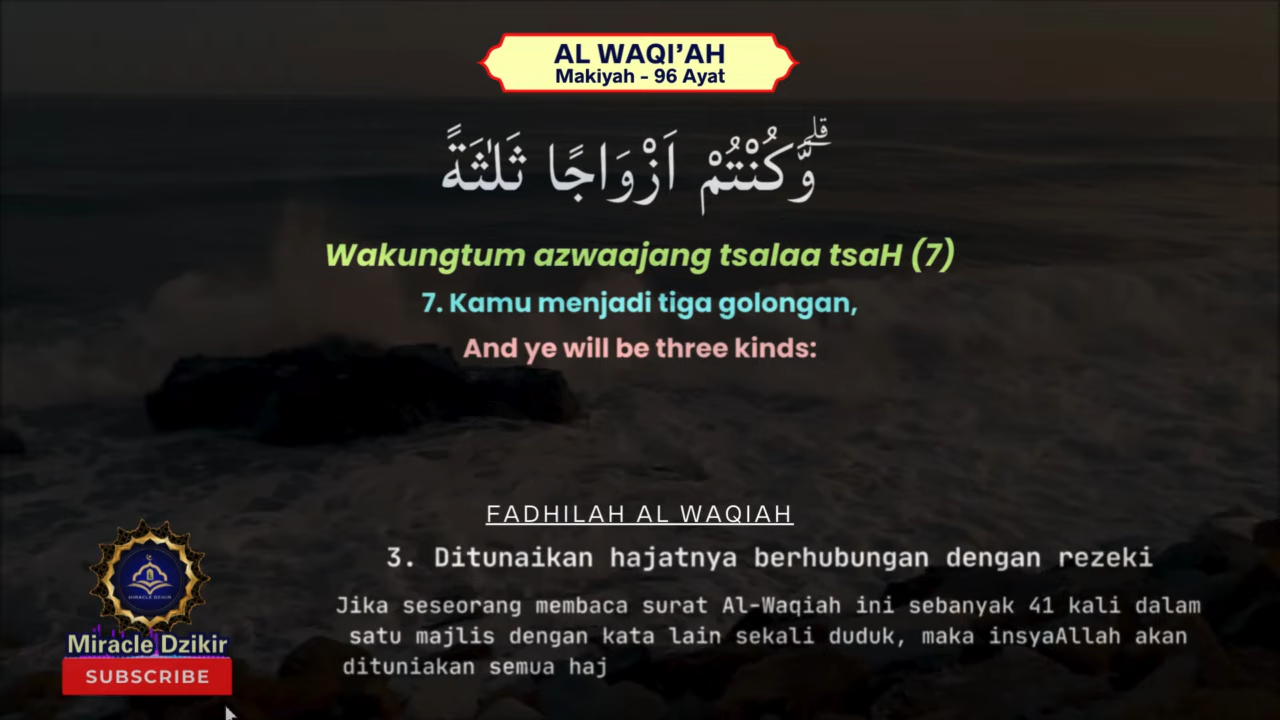 AL WAQI’AH
Makiyah - 96 Ayat
وَّكُنْتُمْ اَزْوَاجًا ثَلٰثَةً ۗ
Wakungtum azwaajang tsalaa tsaH (7)
7. Kamu menjadi tiga golongan,
And ye will be three kinds:
FADHILAH AL WAQIAH
3. Ditunaikan hajatnya berhubungan dengan rezeki
Jika seseorang membaca surat Al-Waqiah ini sebanyak 41 kali dalam
satu majlis dengan kata lain sekali duduk, maka insyaAllah akan
dituniakan semua haj
MIRACLE DZIKIR
Miracle Dzikir
SUBSCRIBE